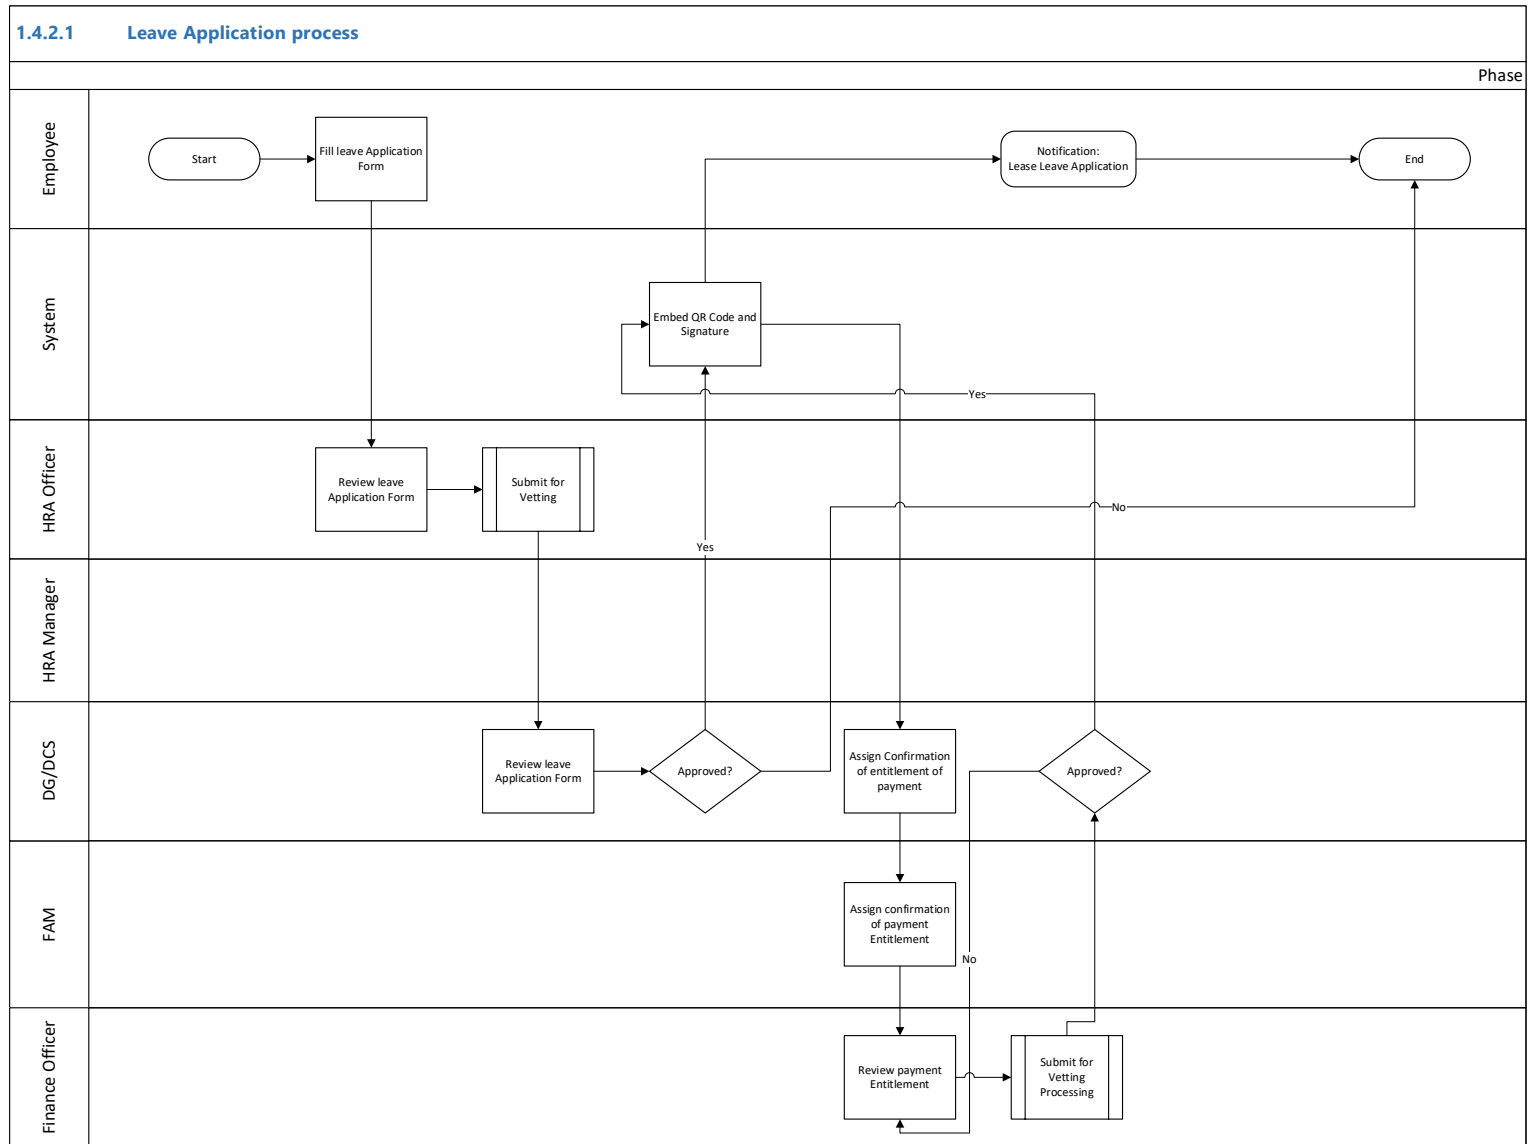 1.4.2.1 Leave Application process
Phase
Employee
Start
Fill leave Application
Form
Notification:
Lease Leave Application
End
System
Embed QR Code and
Signature
Yes
HRA Officer
Review leave
Application Form
Submit for
Vetting
No
Yes
HRA Manager
DG/DCS
Review leave
Application Form
Approved?
Assign Confirmation
of entitlement of
payment
Approved?
FAM
Assign confirmation
of payment
Entitlement
No
Finance Officer
Review payment
Entitlement
Submit for
Vetting
Processing